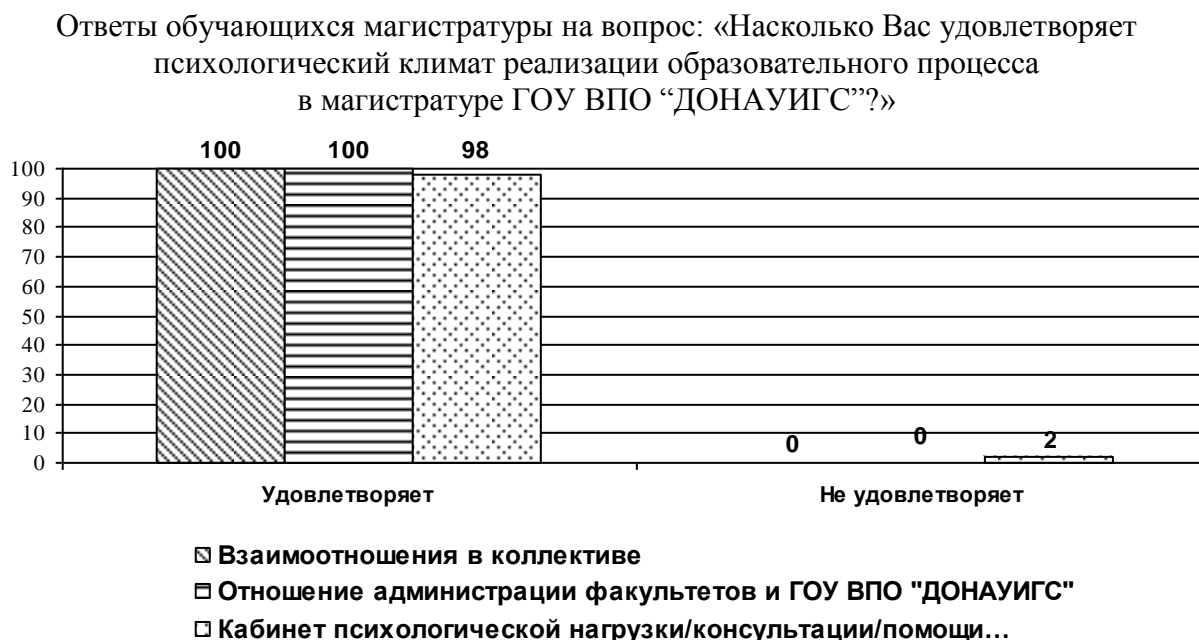 Ответы обучающихся магистратуры на вопрос: «Насколько Вас удовлетворяет
психологический климат реализации образовательного процесса
в магистратуре ГОУ ВПО “ДОНАУИГС”?»
100 100 98
100
90
80
70
60
50
40
30
20
10
0
0 0 2
Удовлетворяет Не удовлетворяет
Взаимоотношения в коллективе
Отношение администрации факультетов и ГОУ ВПО "ДОНАУИГС"
Кабинет психологической нагрузки/консультации/помощи…